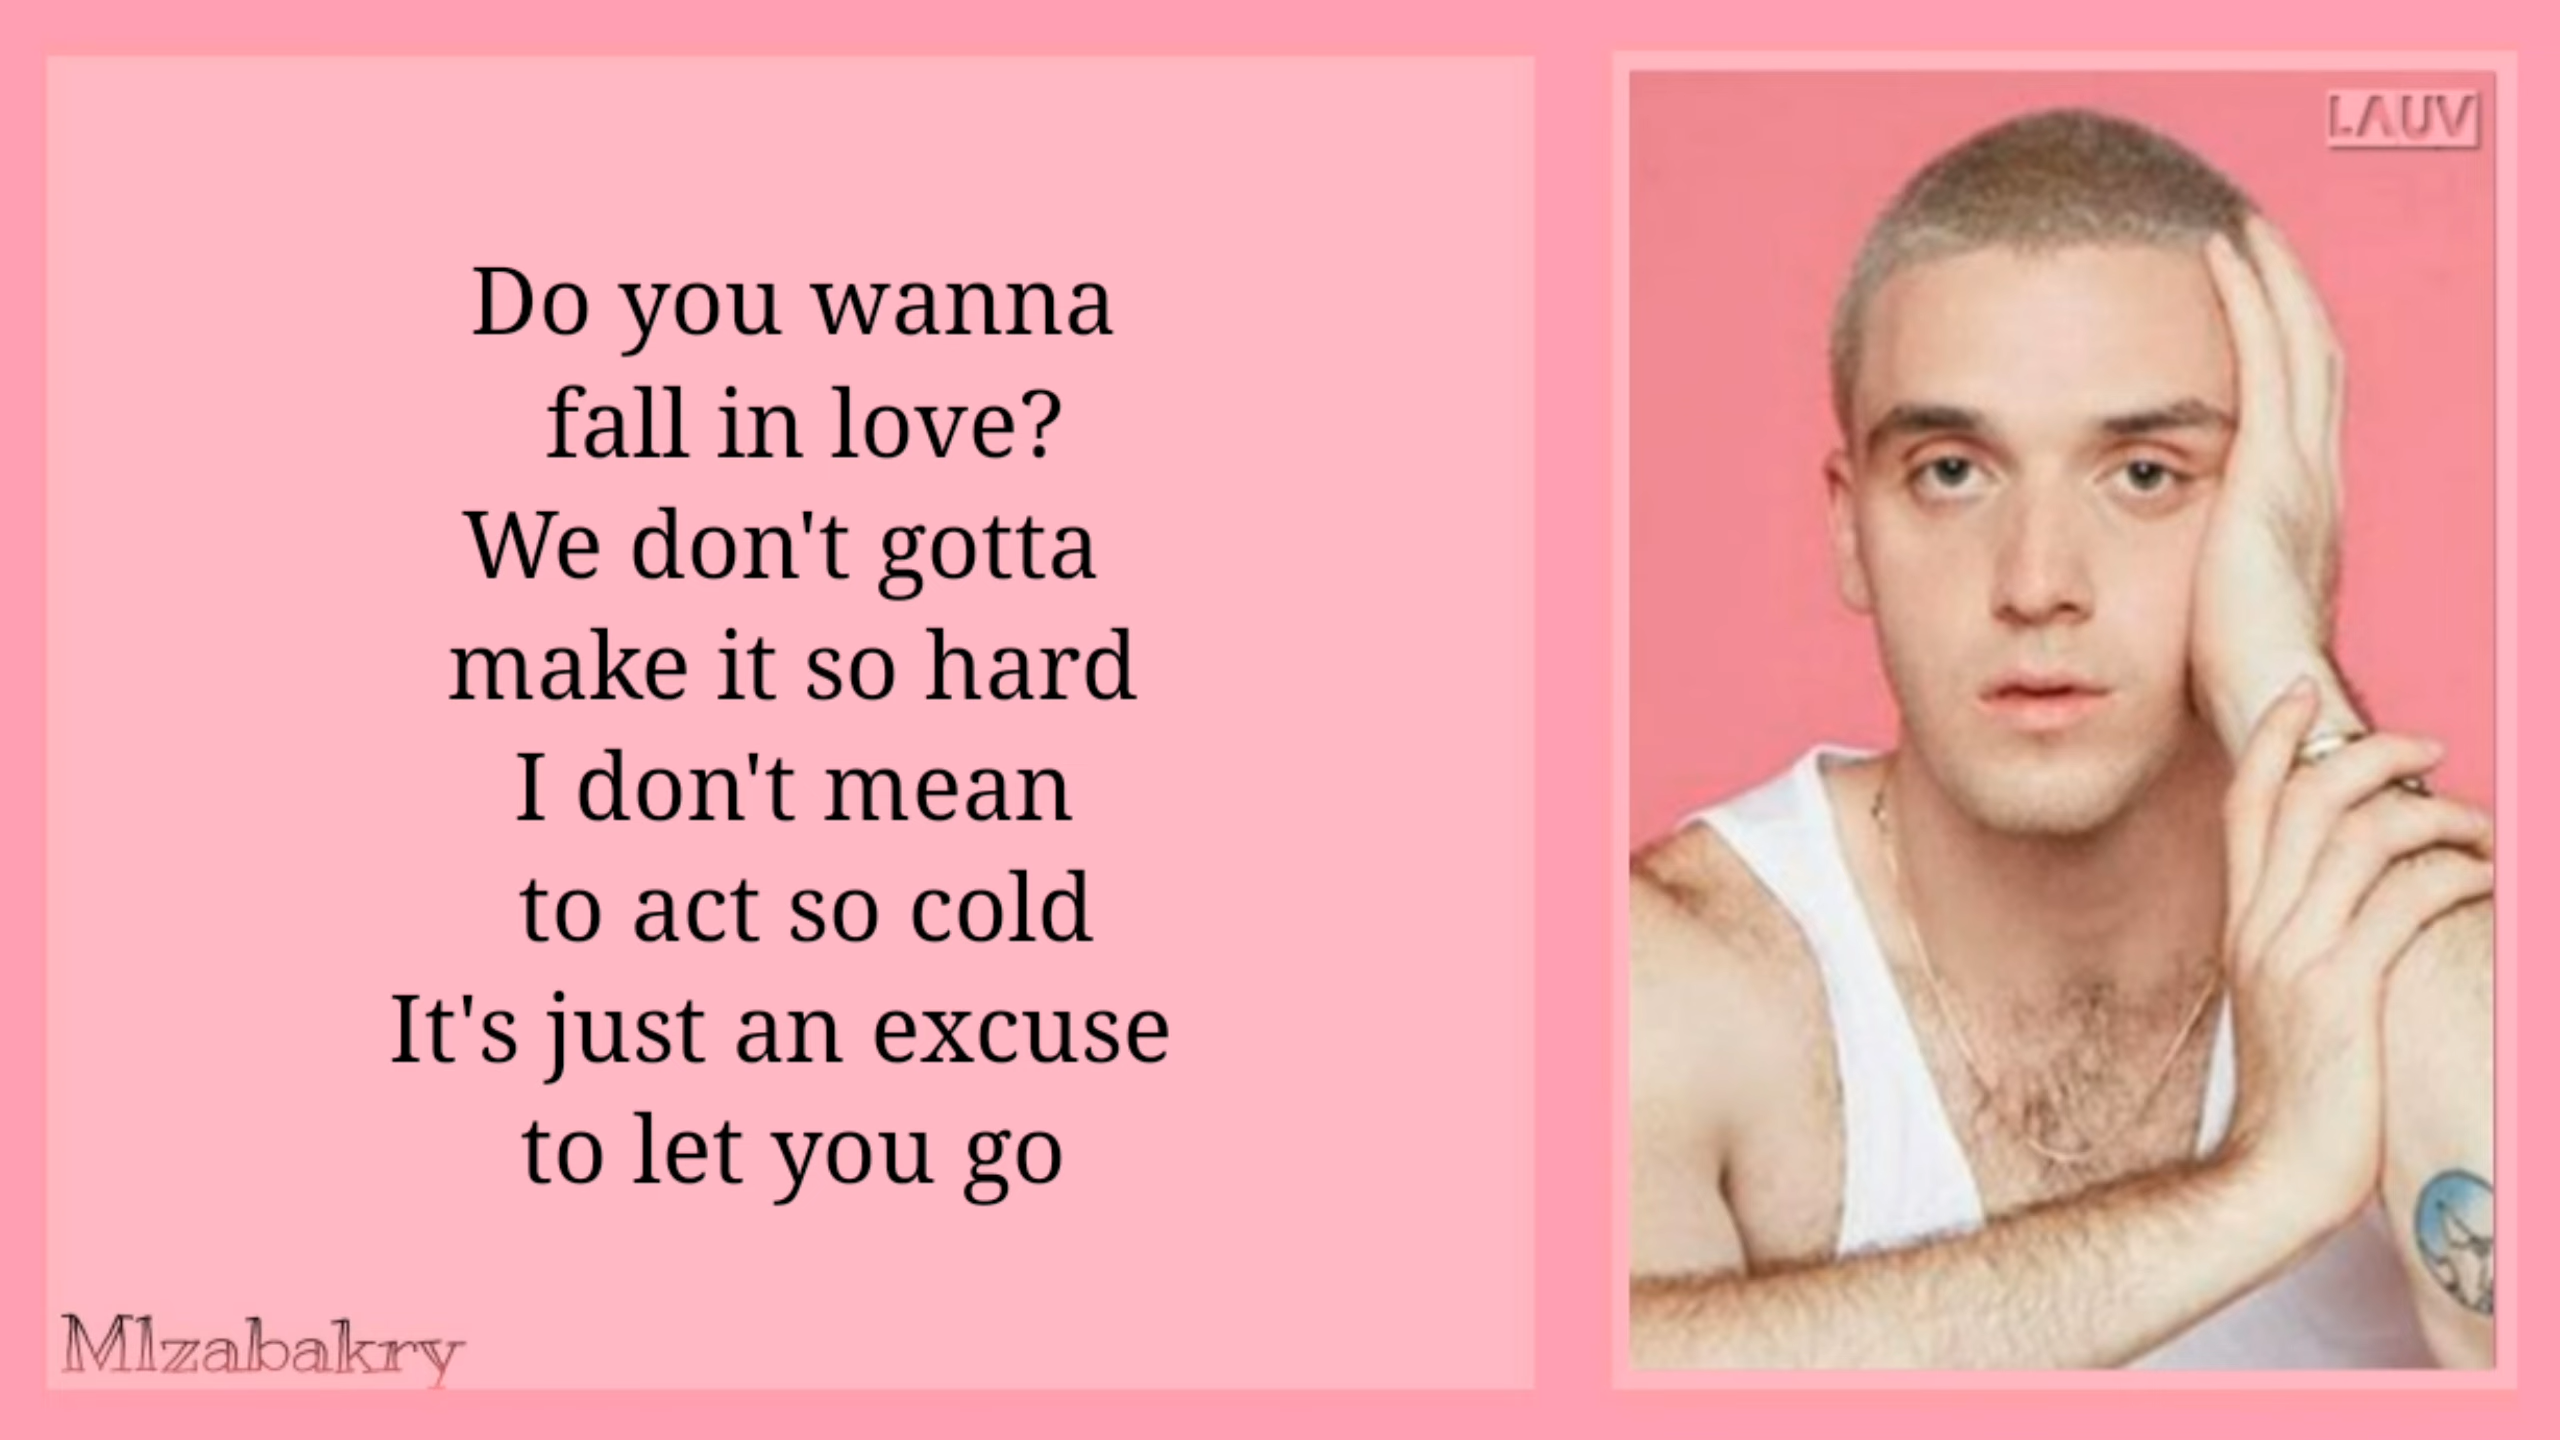 Do you wanna
fall in love?
We don't gotta
make it so hard
I don't mean
to act so cold
It's just an excuse
to let you go
Mlzabakry
LAUV